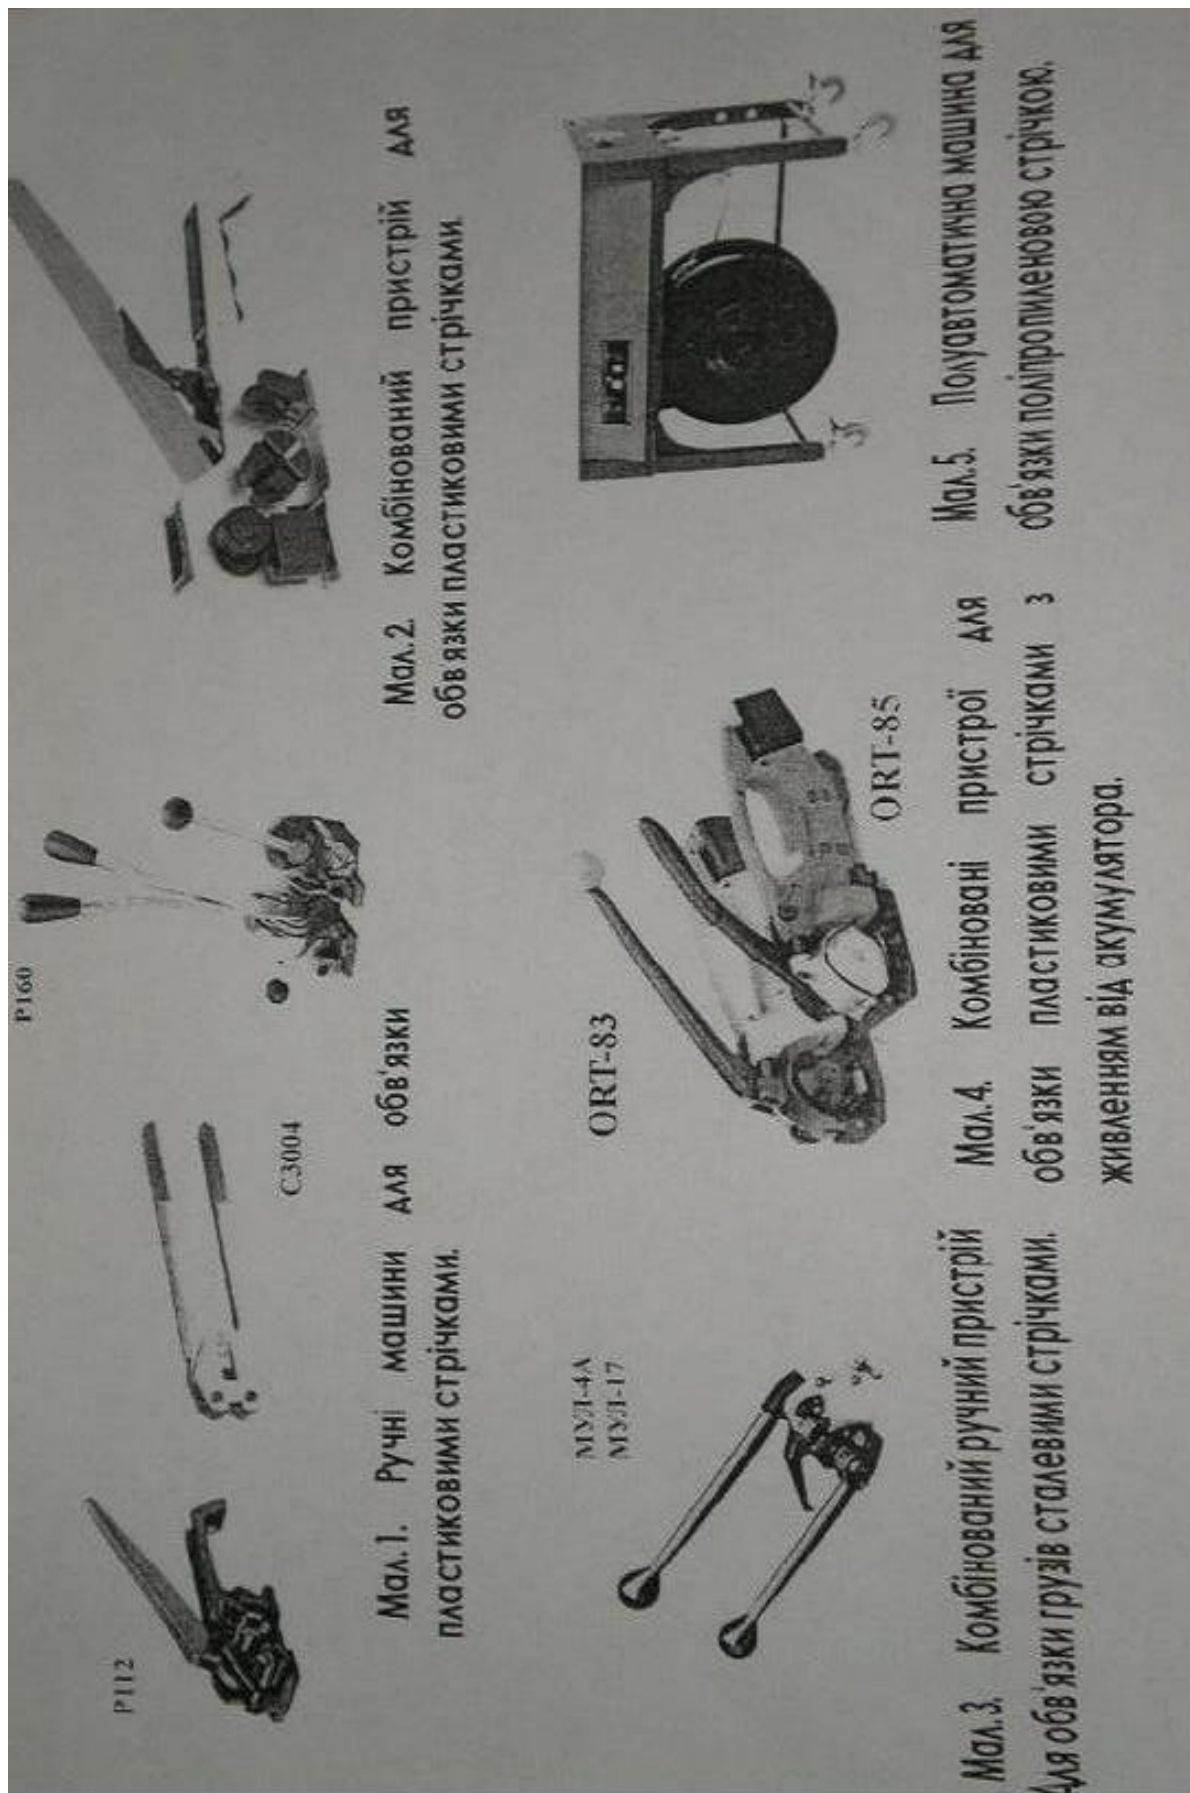 P112
C3004
P160
Мал.1. Ручні машини для обв'язки
пластиковими стрічками.
Мал.2. Комбінований пристрій для
обв язки пластиковими стрічками.
МУЛ-4А
МУЛ-17
ORT-83
ORT-85
Мал.3. Комбінований ручний пристрій
Для обв'язки грузів сталевими стрічками.
Мал.4. Комбіновані пристрої для
обв'язки пластиковими стрічками з
живленням від акумулятора.
Мал.5. Полуавтоматична машина для
обв'язки поліпропиленовою стрічкою.